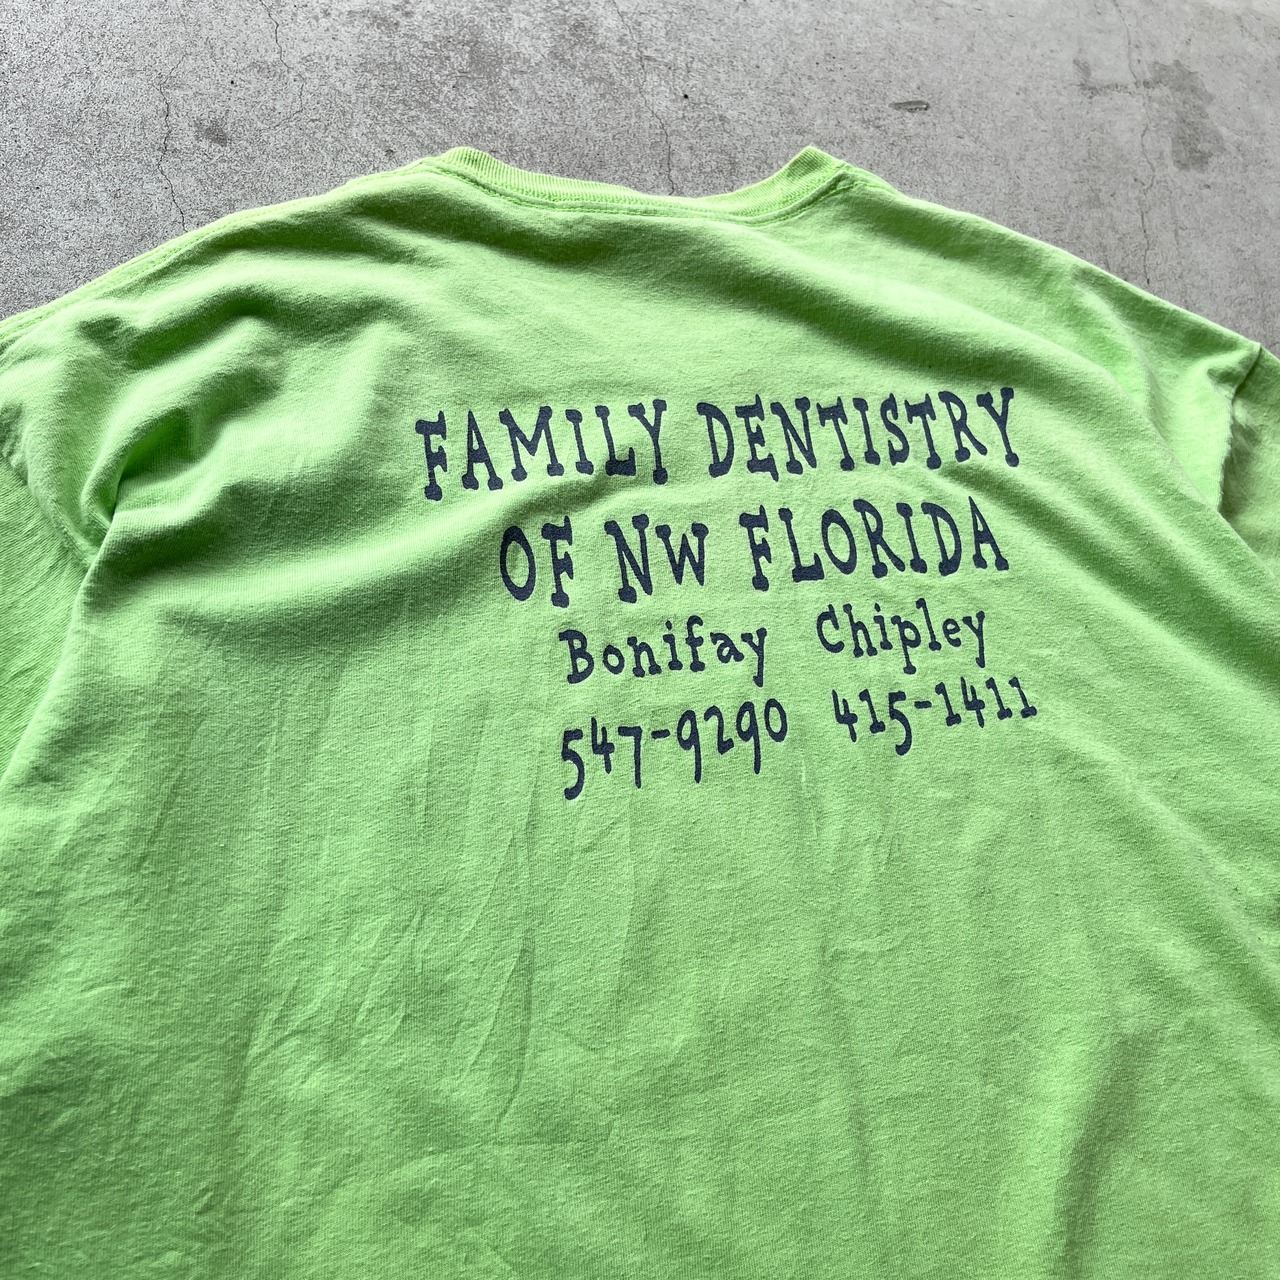 FAMILY DENTISTRY
OF NW FLORIDA
Bonifay Chipley
547-9290 415-1411